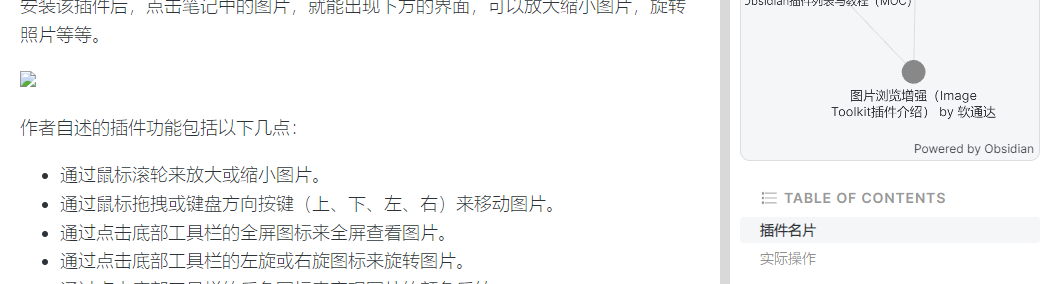 安装该插件后，点击笔记中的图片，就能出现下方的界面，可以放大缩小图片，旋转
照片等等。
作者自述的插件功能包括以下几点：
通过鼠标滚轮来放大或缩小图片。
通过鼠标拖拽或键盘方向按键（上、下、左、右）来移动图片。
通过点击底部工具栏的全屏图标来全屏查看图片。
通过点击底部工具栏的左旋或右旋图标来旋转图片。
Obsidian插件列表与教程（MOC）
图片浏览增强（Image
Toolkit插件介绍） by 软通达
Powered by Obsidian
TABLE OF CONTENTS
插件名片
实际操作